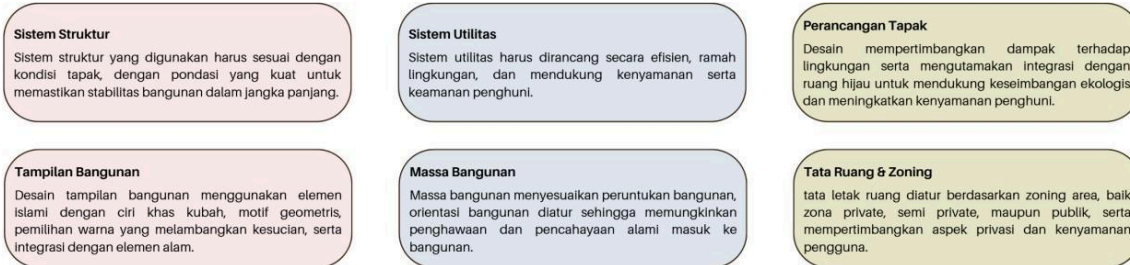 Sistem Struktur
Sistem struktur yang digunakan harus sesuai dengan
kondisi tapak, dengan pondasi yang kuat untuk
memastikan stabilitas bangunan dalam jangka panjang.
Sistem Utilitas
Sistem utilitas harus dirancang secara efisien, ramah
lingkungan, dan mendukung kenyamanan serta
keamanan penghuni.
Perancangan Tapak
Desain mempertimbangkan dampak terhadap
lingkungan serta mengutamakan integrasi dengan
ruang hijau untuk mendukung keseimbangan ekologis
dan meningkatkan kenyamanan penghuni.
Tampilan Bangunan
Desain tampilan bangunan menggunakan elemen
islami dengan ciri khas kubah, motif geometris,
pemilihan warna yang melambangkan kesucian, serta
integrasi dengan elemen alam.
Massa Bangunan
Massa bangunan menyesuaikan peruntukan bangunan,
orientasi bangunan diatur sehingga memungkinkan
penghawaan dan pencahayaan alami masuk ke
bangunan.
Tata Ruang & Zoning
tata letak ruang diatur berdasarkan zoning area, baik
zona private, semi private, maupun publik, serta
mempertimbangkan aspek privasi dan kenyamanan
pengguna.